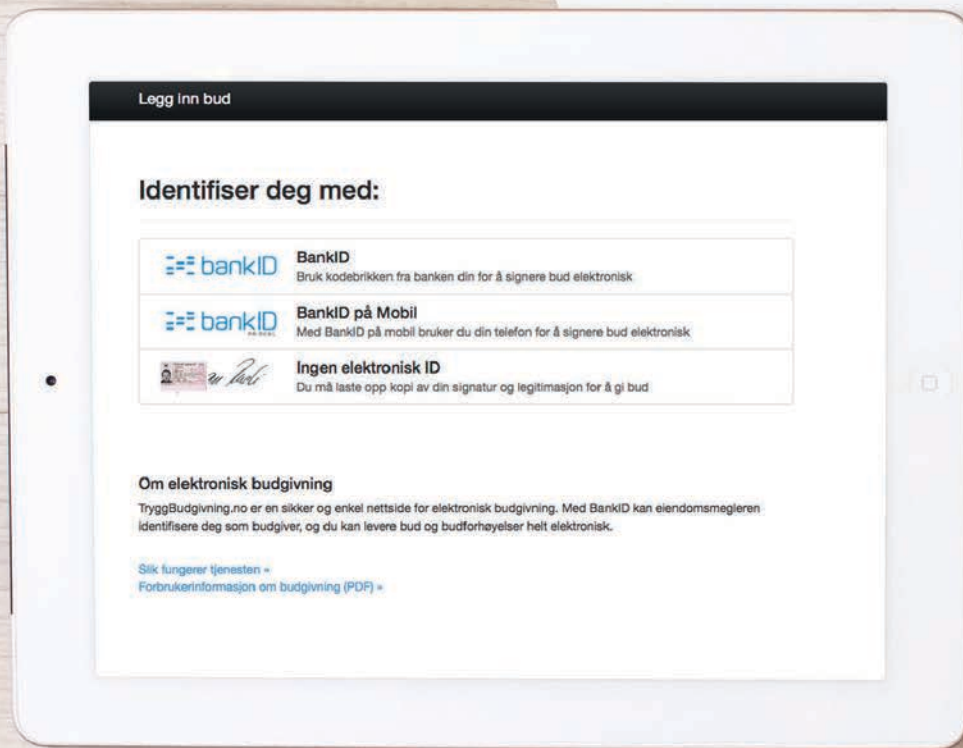 Legg inn bud
Identifiser deg med:
bankID
BankID
Bruk kodebrikken fra banken din for å signere bud elektronisk
bankID
BankID på Mobil
Med BankID på mobil bruker du din telefon for å signere bud elektronisk
Ingen elektronisk ID
Du må laste opp kopi av din signatur og legitimasjon for å gi bud
Om elektronisk budgivning
TryggBudgivning.no er en sikker og enkel nettside for elektronisk budgivning. Med BankID kan eiendomsmegleren
identifisere deg som budgiver, og du kan levere bud og budforhøyelser helt elektronisk.
Slik fungerer tjenesten »
Forbrukerinformasjon om budgivning (PDF) »